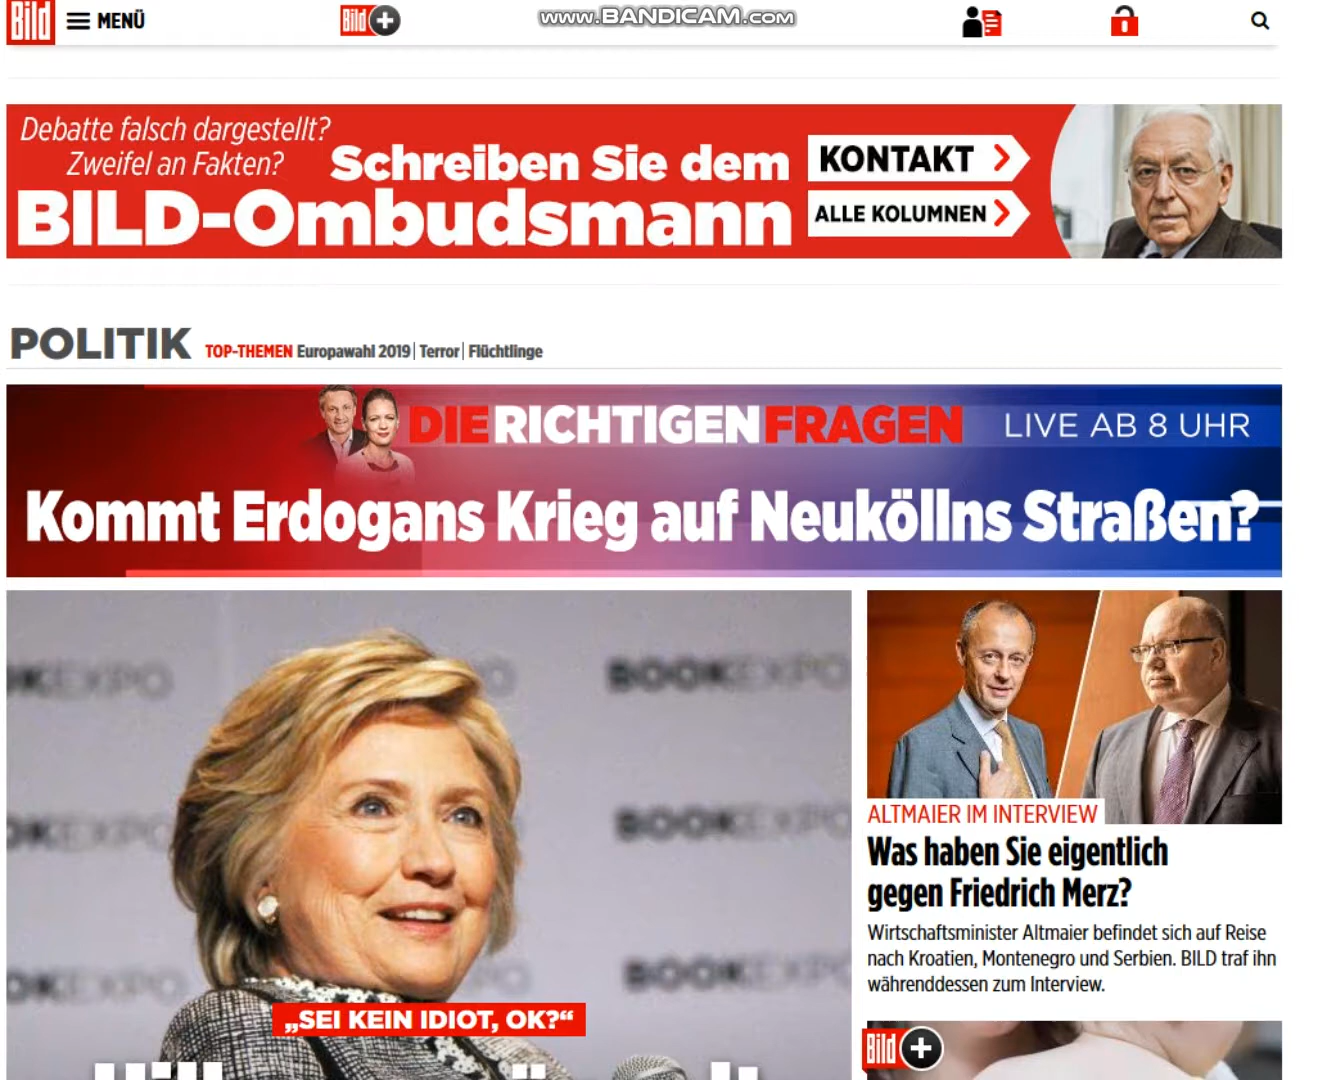 Bild
MENÜ
Bild+
www.BANDICAM.com
Debatte falsch dargestellt?
Zweifel an Fakten?
Schreiben Sie dem
BILD-Ombudsmann
KONTAKT
ALLE KOLUMNEN
POLITIK
TOP-THEMEN Europawahl 2019 | Terror | Flüchtlinge
DIE RICHTIGEN FRAGEN LIVE AB 8 UHR
Kommt Erdogans Krieg auf Neuköllns Straßen?
BOOKEXPO
BOOKEXPO
BOOKEXPO
„SEI KEIN IDIOT, OK?“
ALTMAIER IM INTERVIEW
Was haben Sie eigentlich
gegen Friedrich Merz?
Wirtschaftsminister Altmaier befindet sich auf Reise
nach Kroatien, Montenegro und Serbien. BILD traf ihn
währenddessen zum Interview.
Bild+